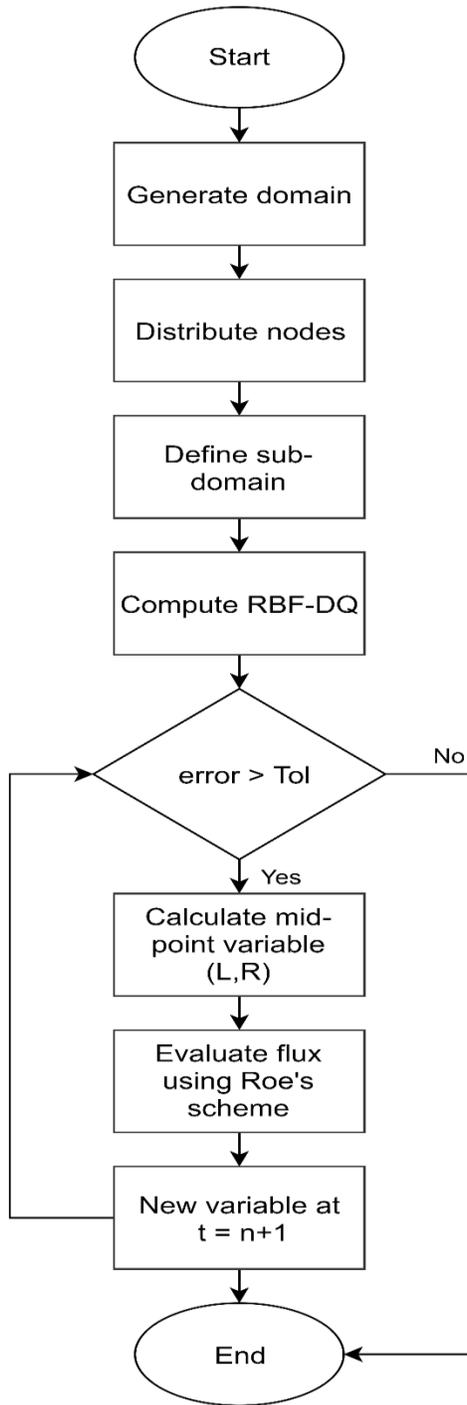 Start
Generate domain
Distribute nodes
Define sub-
domain
Compute RBF-DQ
error > Tol
No
Yes
Calculate mid-
point variable
(L,R)
Evaluate flux
using Roe's
scheme
New variable at
t = n+1
End